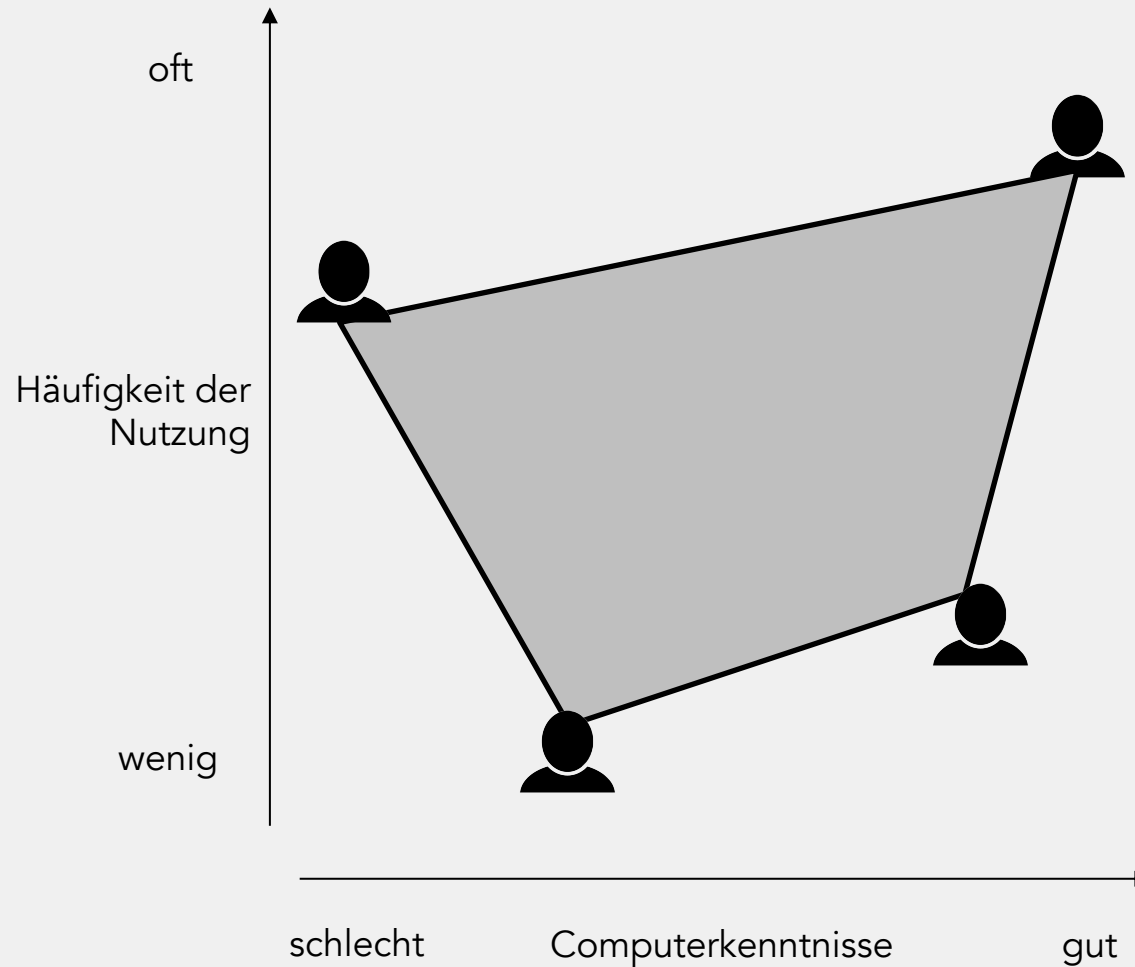 oft
Häufigkeit der
Nutzung
wenig
schlecht
Computerkenntnisse
gut